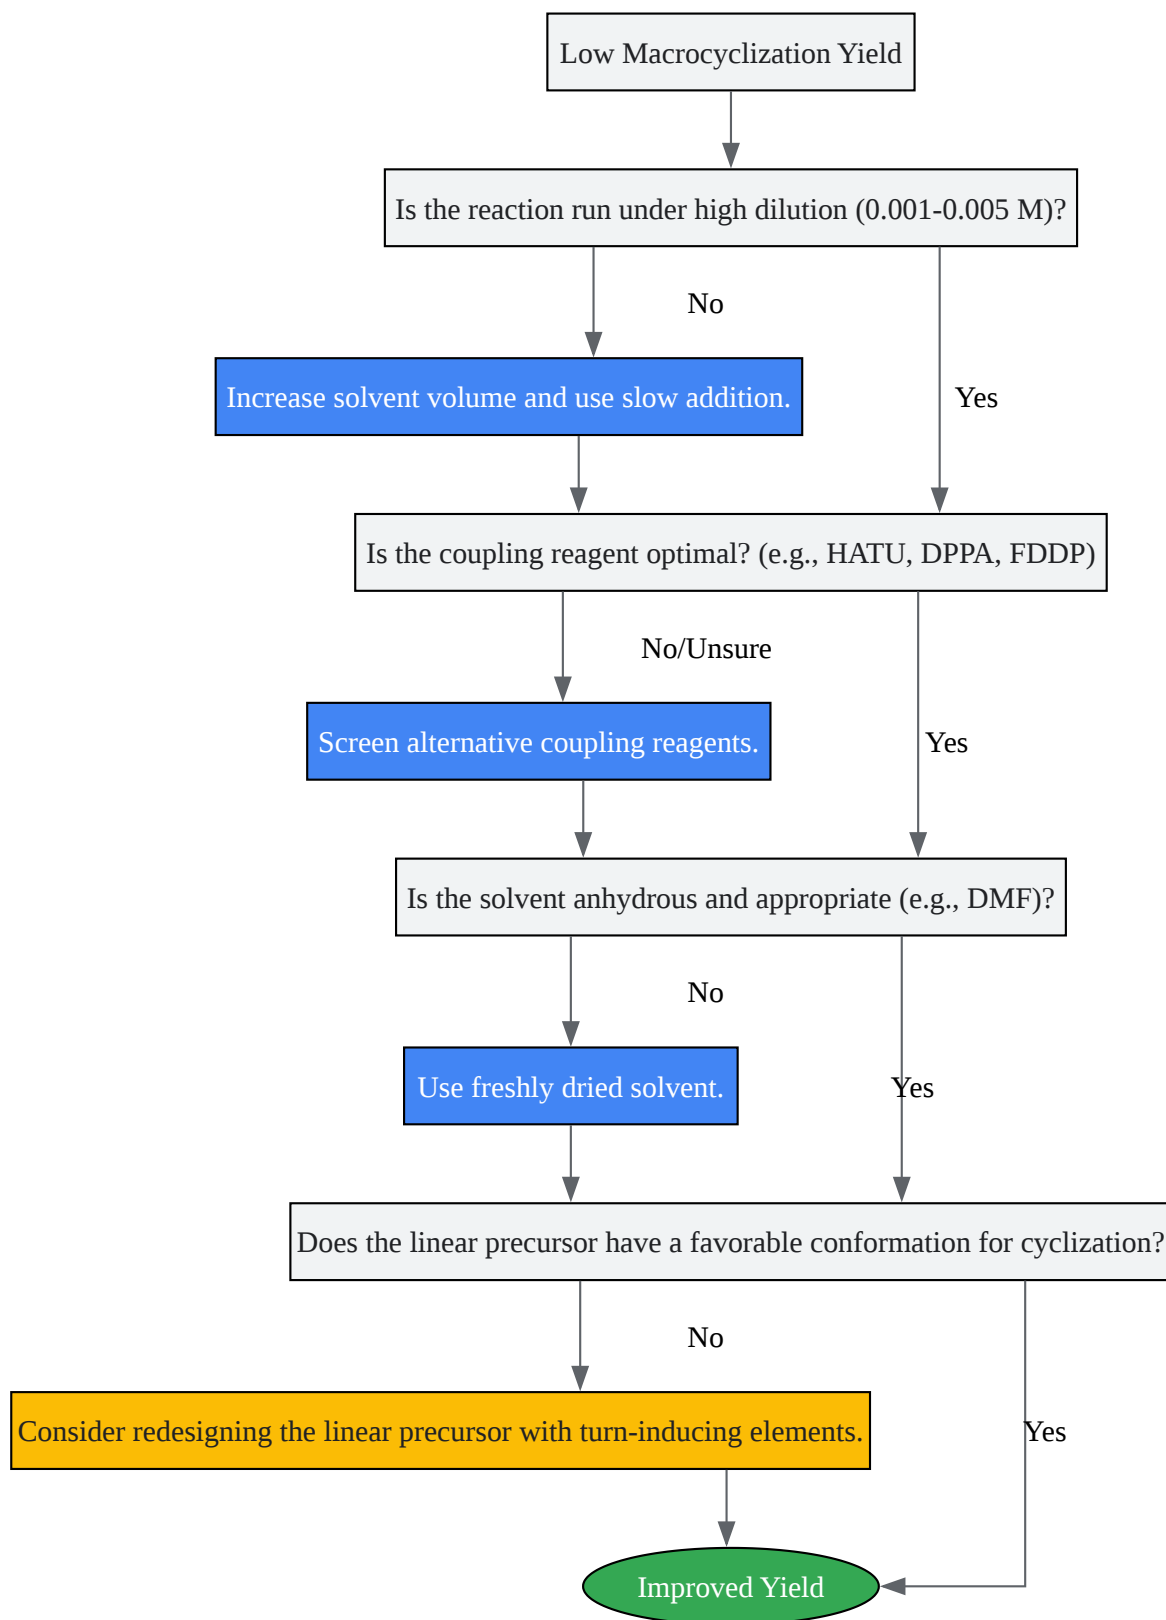 Low Macrocyclization Yield
Is the reaction run under high dilution (0.001-0.005 M)?
No
Increase solvent volume and use slow addition.
Yes
Is the coupling reagent optimal? (e.g., HATU, DPPA, FDDP)
No/Unsure
Screen alternative coupling reagents.
Yes
Is the solvent anhydrous and appropriate (e.g., DMF)?
No
Use freshly dried solvent.
Yes
Does the linear precursor have a favorable conformation for cyclization?
No
Consider redesigning the linear precursor with turn-inducing elements.
Yes
Improved Yield